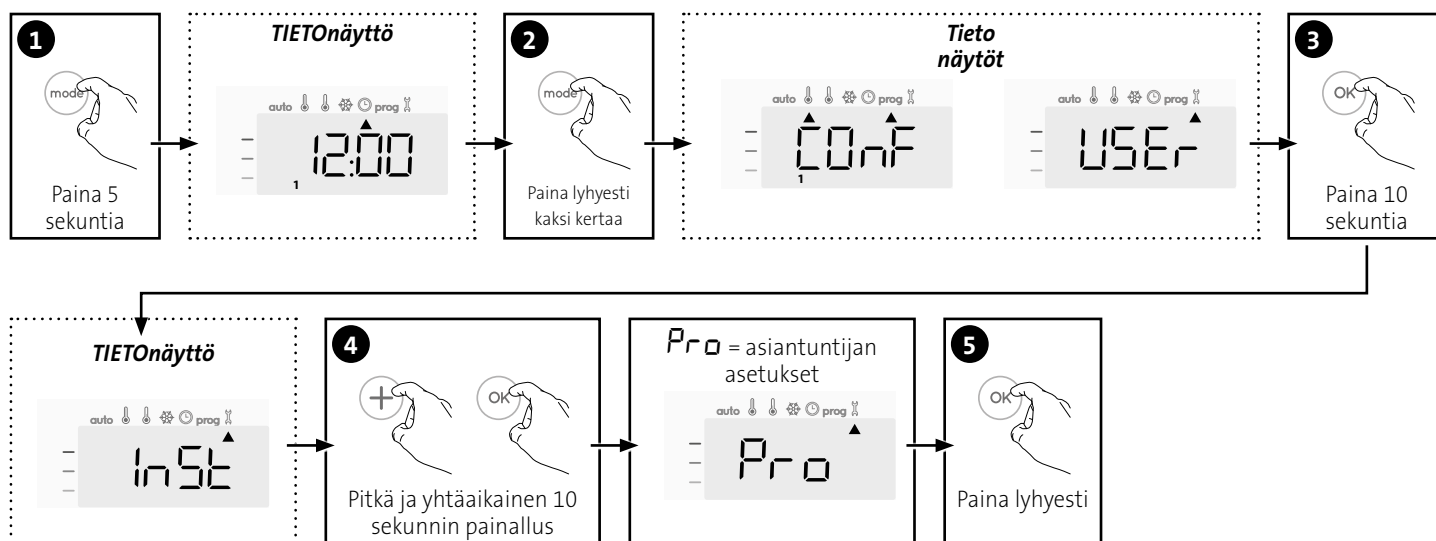 1
mode
Paina 5
sekuntia
TIETOnäyttö
auto prog
12:00
1
2
mode
Paina lyhyesti
kaksi kertaa
Tieto
näytöt
auto prog
COnF
1
auto prog
USEr
3
OK
Paina 10
sekuntia
TIETOnäyttö
auto prog
InSt
4
+ OK
Pitkä ja yhtäaikainen 10
sekunnin painallus
Pro = asiantuntijan
asetukset
auto prog
Pro
5
OK
Paina lyhyesti